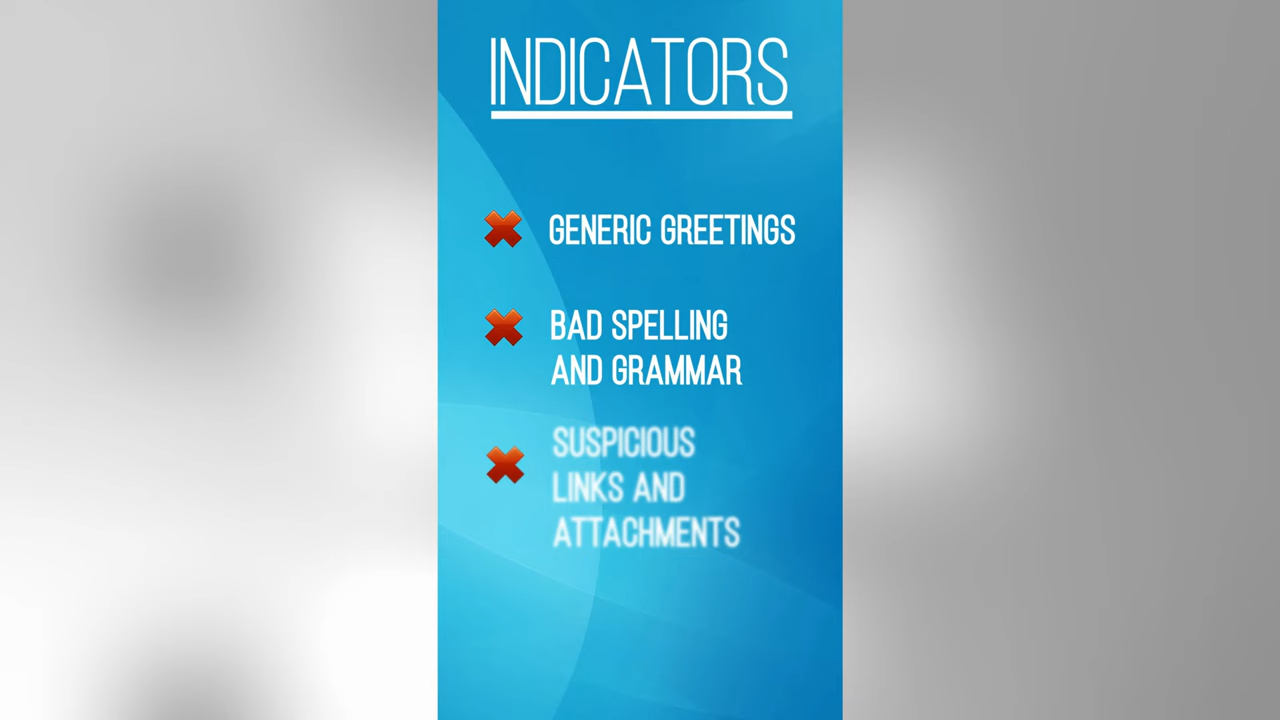 INDICATORS
GENERIC GREETINGS
BAD SPELLING
AND GRAMMAR
SUSPICIOUS
LINKS AND
ATTACHMENTS